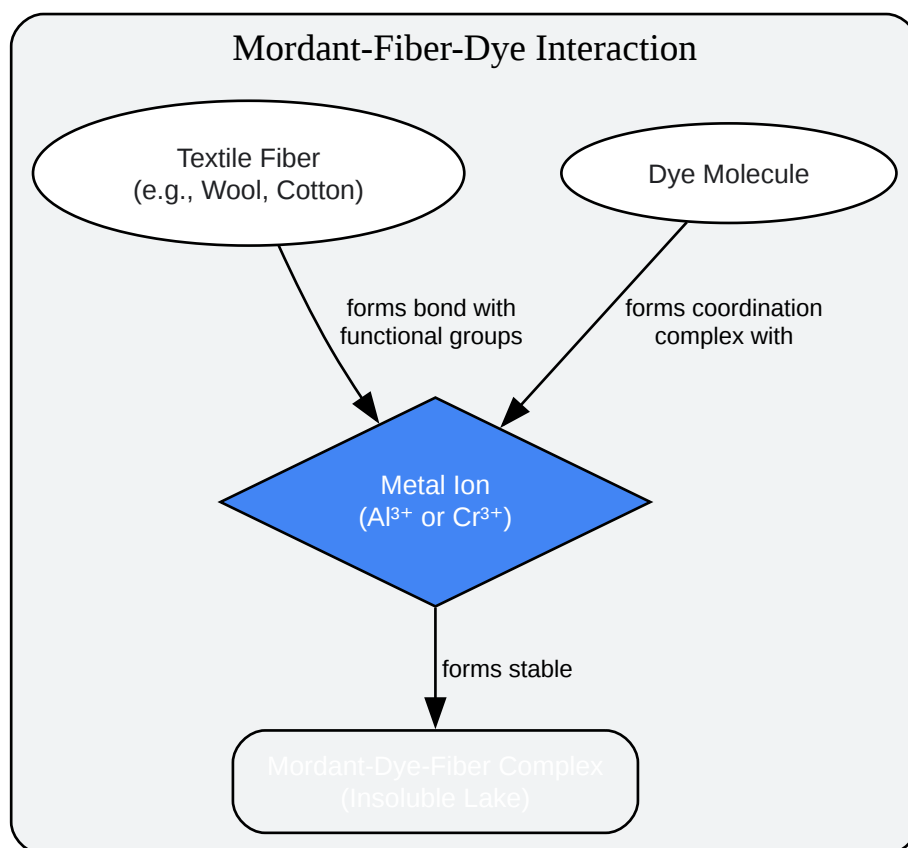 Mordant-Fiber-Dye Interaction
Textile Fiber
(e.g., Wool, Cotton)
Dye Molecule
forms bond with
functional groups
forms coordination
complex with
Metal Ion
(Al³⁺ or Cr³⁺)
forms stable
Mordant-Dye-Fiber Complex
(Insoluble Lake)